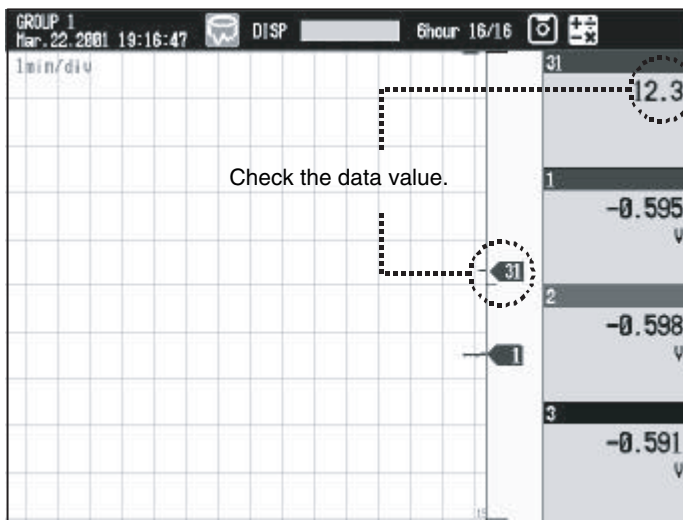 GROUP 1
Mar.22.2001 19:16:47 DISP 6hour 16/16
1min/div
31
12.3
Check the data value.
1
-0.595
V
31
2
-0.598
V
1
3
-0.591
V